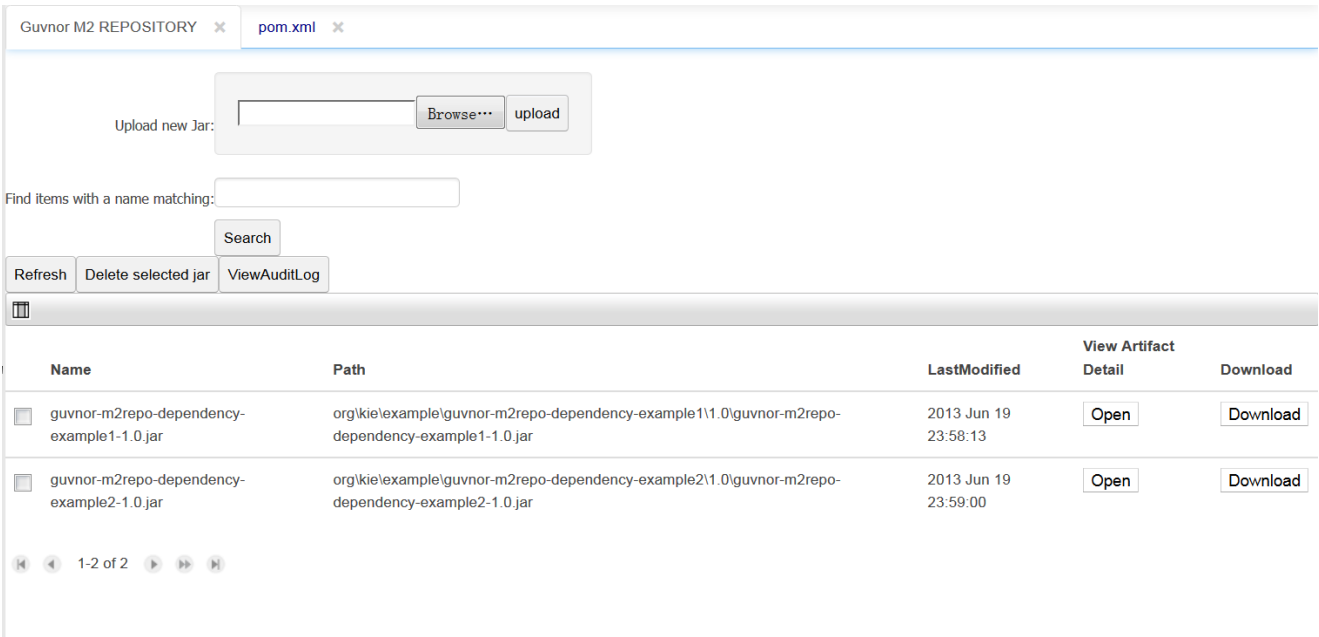 Guvnor M2 REPOSITORY pom.xml
Upload new Jar: Browse… upload
Find items with a name matching:
Search
Refresh Delete selected jar ViewAuditLog
Name Path LastModified View Artifact Detail Download
guvnor-m2repo-dependency-
example1-1.0.jar
org\kie\example\guvnor-m2repo-dependency-example1\1.0\guvnor-m2repo-
dependency-example1-1.0.jar
2013 Jun 19
23:58:13
Open
Download
guvnor-m2repo-dependency-
example2-1.0.jar
org\kie\example\guvnor-m2repo-dependency-example2\1.0\guvnor-m2repo-
dependency-example2-1.0.jar
2013 Jun 19
23:59:00
Open
Download
1-2 of 2